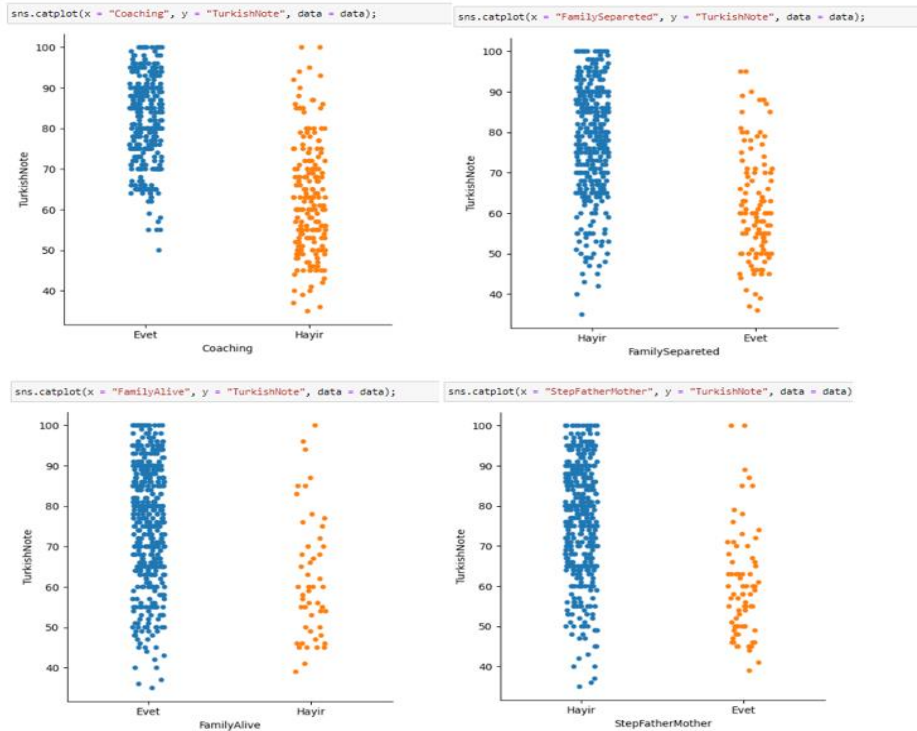 sns.catplot(x = "Coaching", y = "TurkishNote", data = data);
100
90
80
70
60
50
40
TurkishNote
Evet
Hayir
Coaching
sns.catplot(x = "FamilySepareted", y = "TurkishNote", data = data);
100
90
80
70
60
50
40
TurkishNote
Hayir
Evet
FamilySepareted
sns.catplot(x = "FamilyAlive", y = "TurkishNote", data = data);
100
90
80
70
60
50
40
TurkishNote
Evet
Hayir
FamilyAlive
sns.catplot(x = "StepFatherMother", y = "TurkishNote", data = data)
100
90
80
70
60
50
40
TurkishNote
Hayir
Evet
StepFatherMother